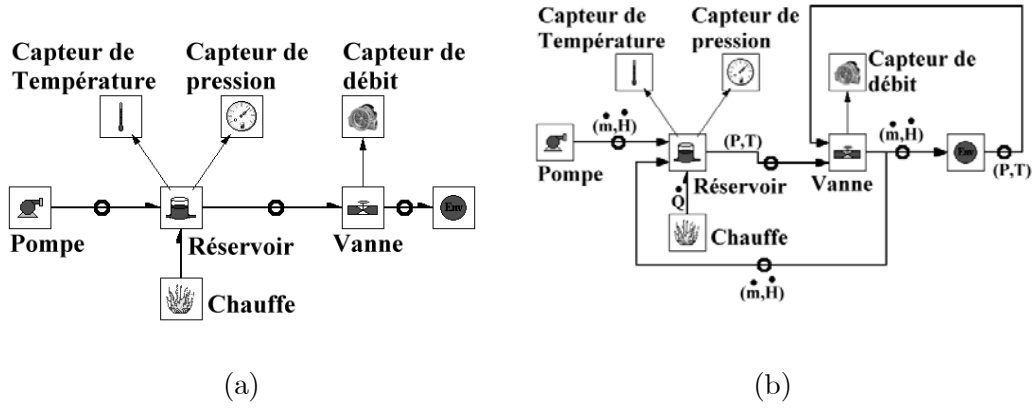 Capteur de
Température
Capteur de
pression
Capteur de
débit
Pompe
Réservoir
Vanne
Env
Chauffe
(a)
Capteur de
Température
Capteur de
pression
Capteur de
débit
(ṁ,Ḣ)
(P,T)
(ṁ,Ḣ)
Env
Pompe
Réservoir
Vanne
(P,T)
Q̇
Chauffe
(ṁ,Ḣ)
(b)